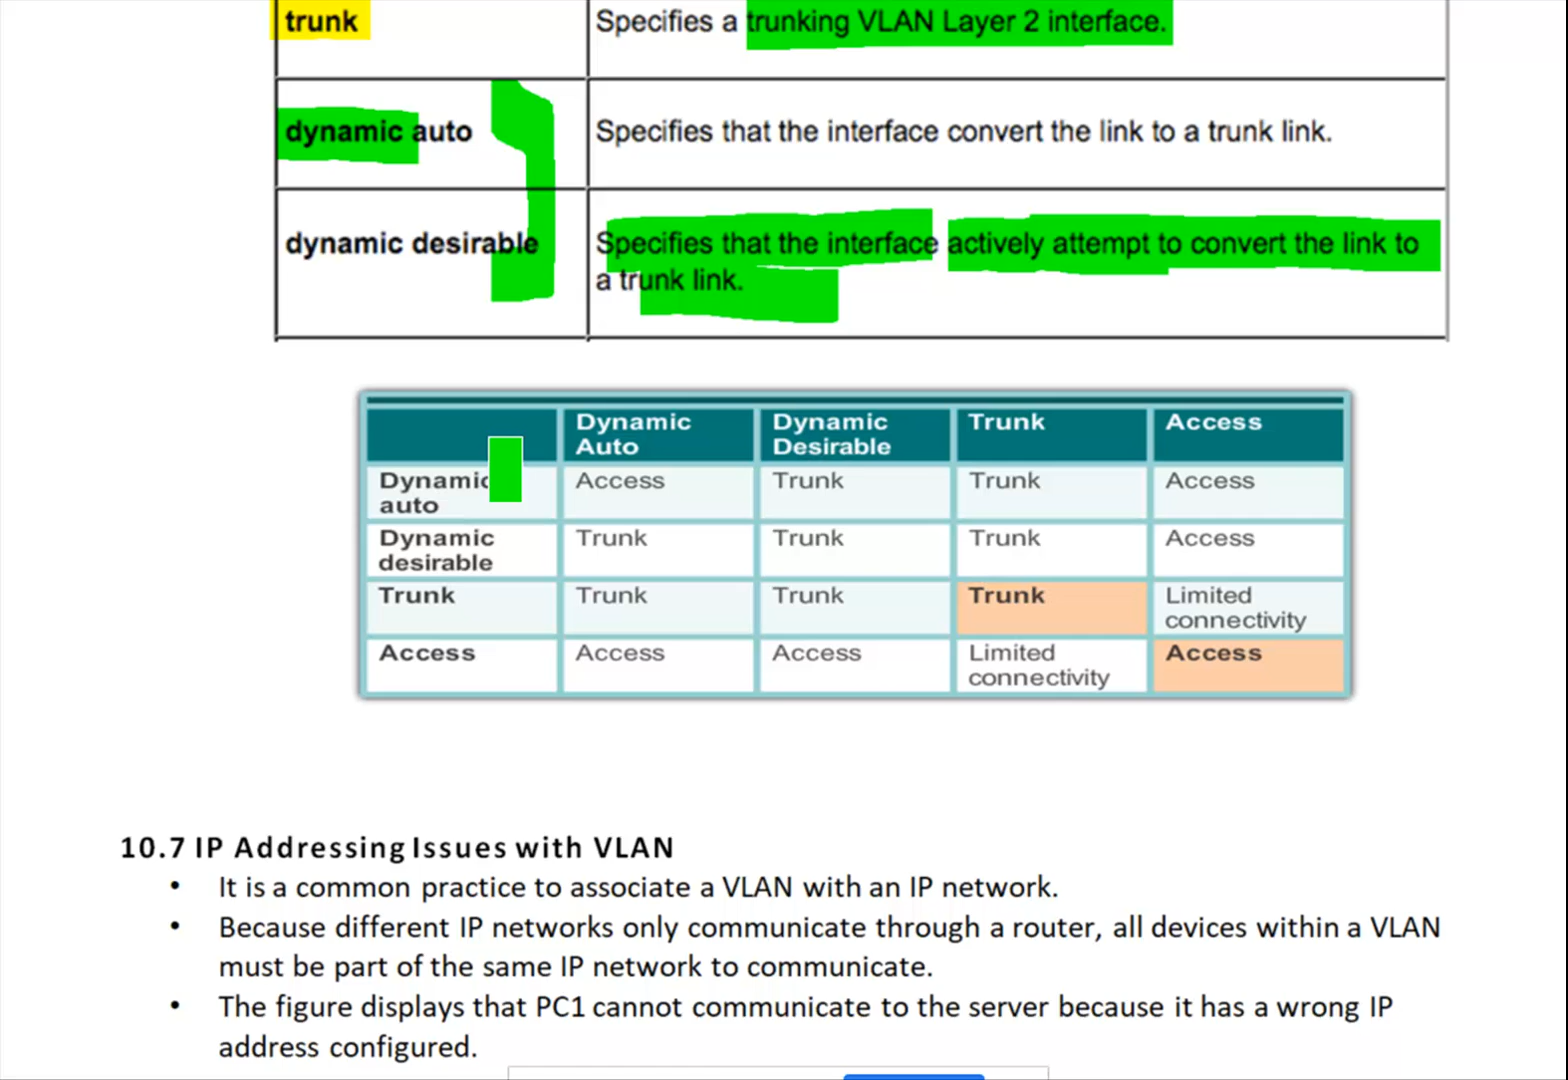 trunk Specifies a trunking VLAN Layer 2 interface.
dynamic auto Specifies that the interface convert the link to a trunk link.
dynamic desirable Specifies that the interface actively attempt to convert the link to
a trunk link.
Dynamic Auto Dynamic Desirable Trunk Access
Dynamic auto Access Trunk Trunk Access
Dynamic desirable Trunk Trunk Trunk Access
Trunk Trunk Trunk Trunk Limited connectivity
Access Access Access Limited connectivity Access
10.7 IP Addressing Issues with VLAN
• It is a common practice to associate a VLAN with an IP network.
• Because different IP networks only communicate through a router, all devices within a VLAN
must be part of the same IP network to communicate.
• The figure displays that PC1 cannot communicate to the server because it has a wrong IP
address configured.